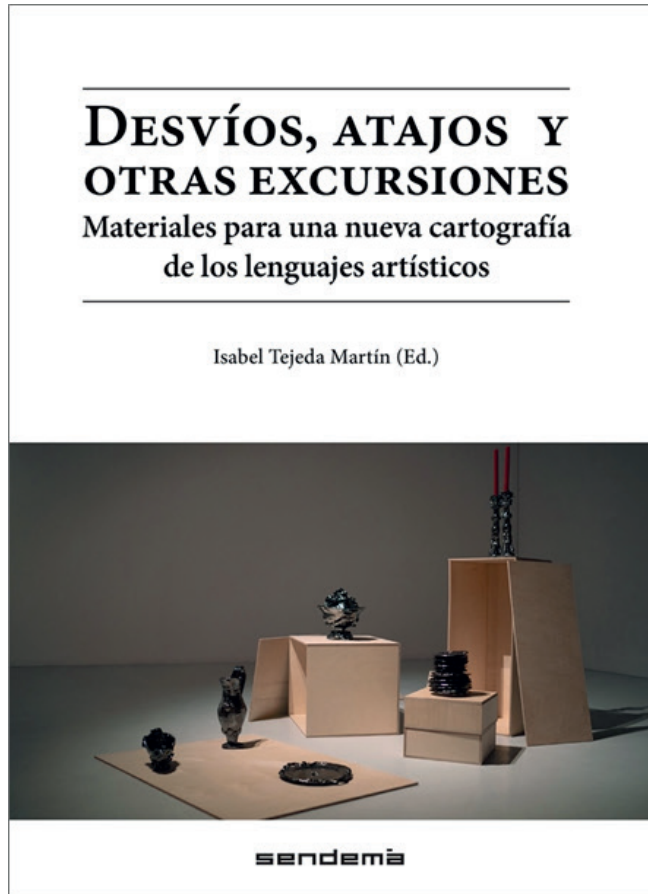 DESVÍOS, ATAJOS Y
OTRAS EXCURSIONES
Materiales para una nueva cartografía
de los lenguajes artísticos
Isabel Tejeda Martín (Ed.)
sendemà